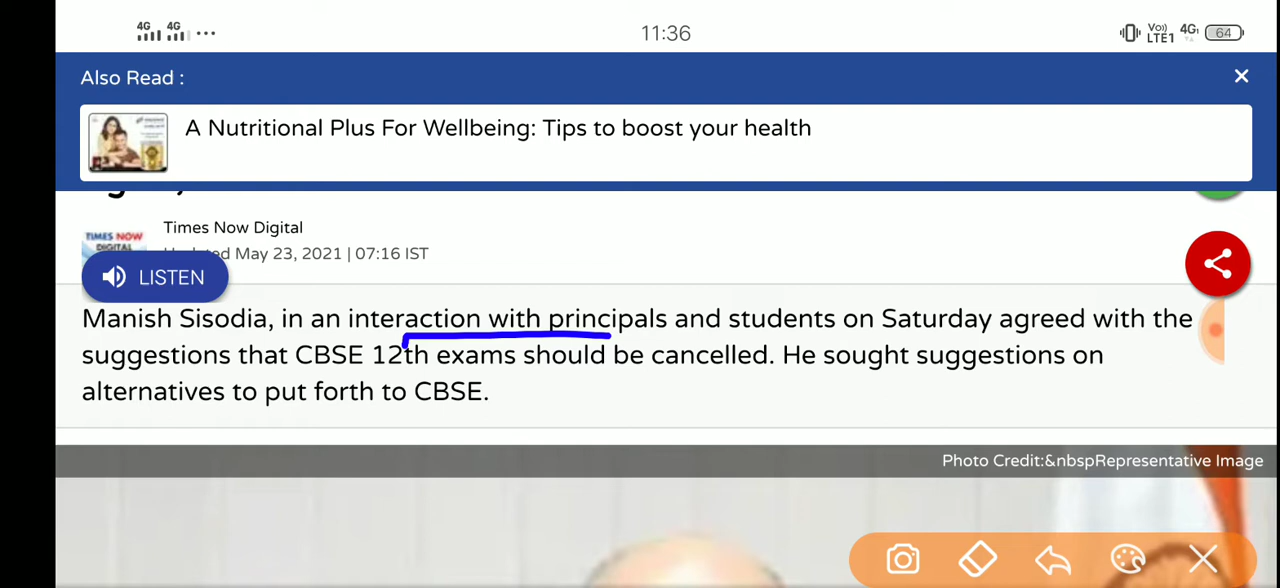 4G 4G ... 11:36 Vo) LTE1 4G 64
Also Read :
A Nutritional Plus For Wellbeing: Tips to boost your health
Times Now Digital
TIMES NOW
DIGITAL
May 23, 2021 | 07:16 IST
LISTEN
Manish Sisodia, in an interaction with principals and students on Saturday agreed with the
suggestions that CBSE 12th exams should be cancelled. He sought suggestions on
alternatives to put forth to CBSE.
Photo Credit:&nbspRepresentative Image